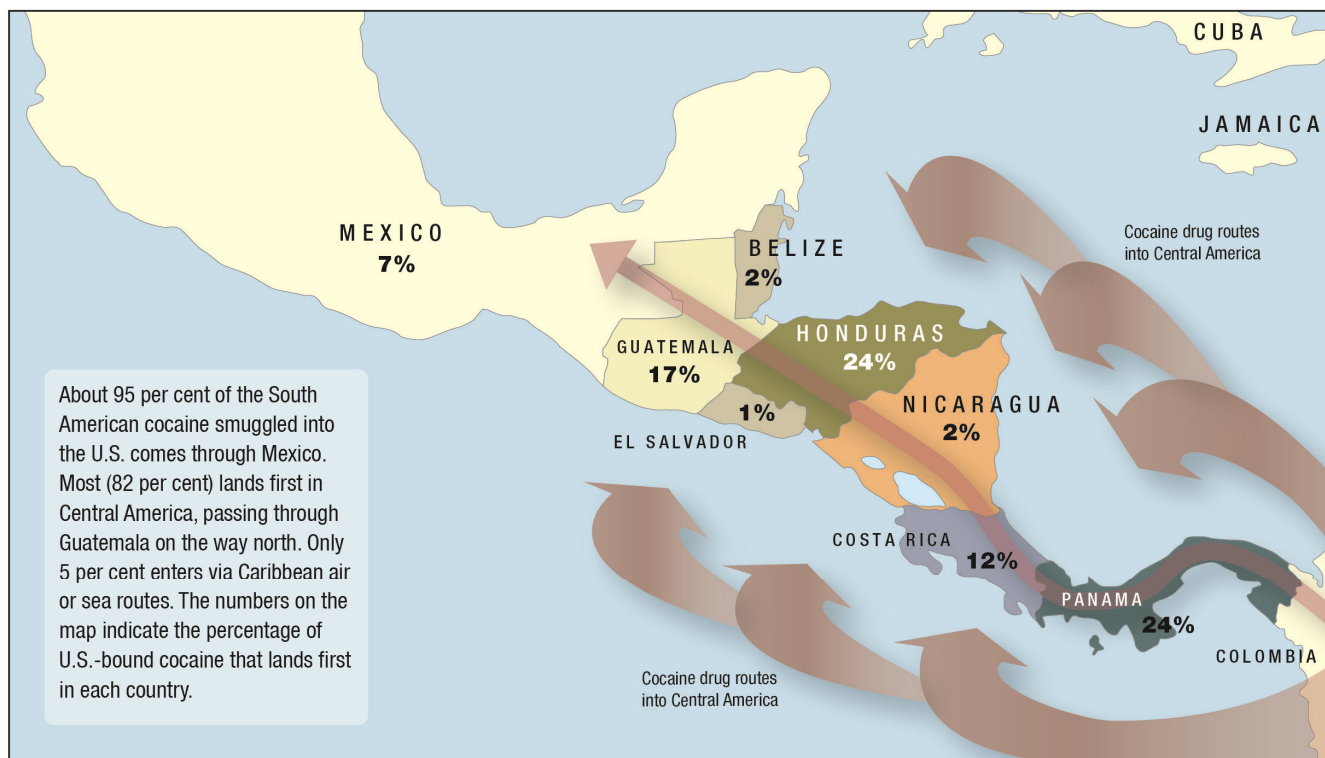 CUBA
JAMAICA
Cocaine drug routes
into Central America
MEXICO
7%
BELIZE
2%
HONDURAS
24%
GUATEMALA
17%
NICARAGUA
2%
1%
EL SALVADOR
COSTA RICA
12%
PANAMA
24%
COLOMBIA
Cocaine drug routes
into Central America
About 95 per cent of the South
American cocaine smuggled into
the U.S. comes through Mexico.
Most (82 per cent) lands first in
Central America, passing through
Guatemala on the way north. Only
5 per cent enters via Caribbean air
or sea routes. The numbers on the
map indicate the percentage of
U.S.-bound cocaine that lands first
in each country.